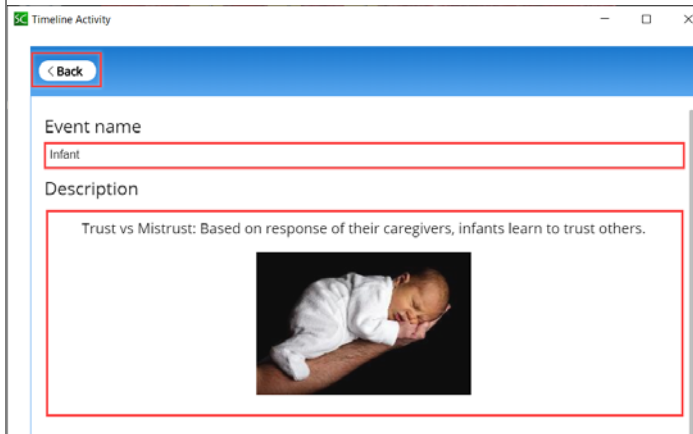 SC Timeline Activity
< Back
Event name
Infant
Description
Trust vs Mistrust: Based on response of their caregivers, infants learn to trust others.